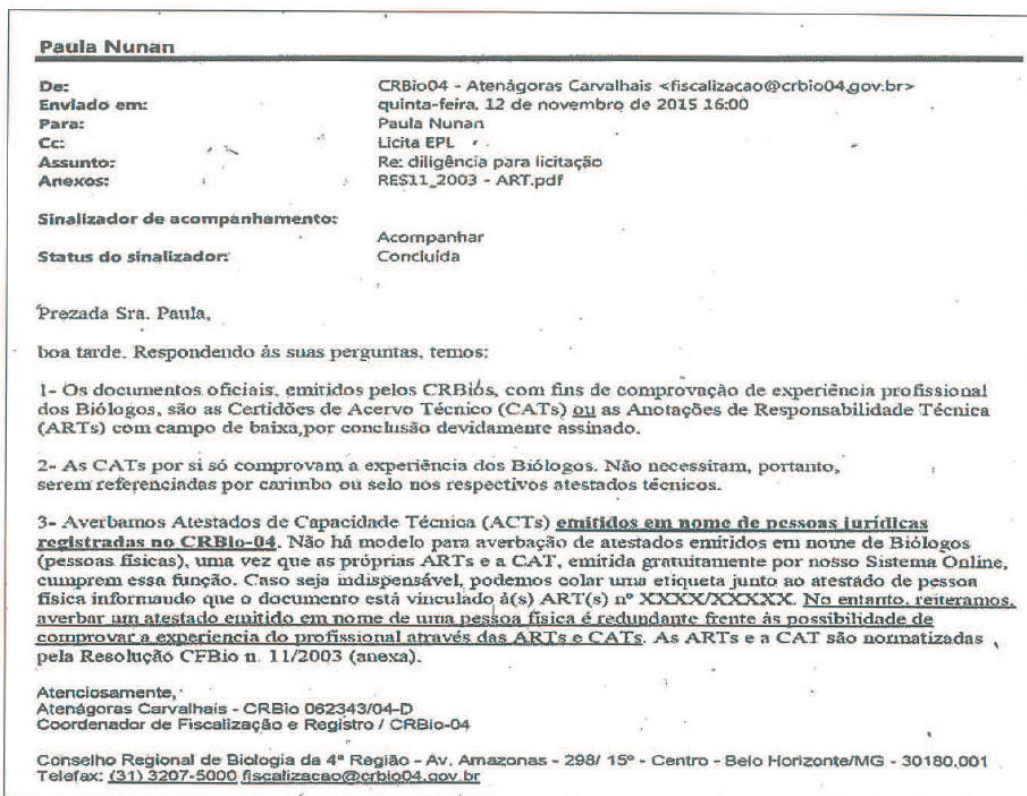 Paula Nunan
De: CRBio04 - Atenágoras Carvalhais <fiscalizacao@crbio04.gov.br>
Enviado em: quinta-feira, 12 de novembro de 2015 16:00
Para: Paula Nunan
Cc: Licita EPL
Assunto: Re: diligência para licitação
Anexos: RES11_2003 - ART.pdf
Sinalizador de acompanhamento:
Acompanhar
Status do sinalizador: Concluída
Prezada Sra. Paula,
boa tarde. Respondendo às suas perguntas, temos:
1- Os documentos oficiais, emitidos pelos CRBios, com fins de comprovação de experiência profissional
dos Biólogos, são as Certidões de Acervo Técnico (CATs) ou as Anotações de Responsabilidade Técnica
(ARTs) com campo de baixa por conclusão devidamente assinado.
2- As CATs por si só comprovam a experiência dos Biólogos. Não necessitam, portanto,
serem referenciadas por carimbo ou selo nos respectivos atestados técnicos.
3- Averbamos Atestados de Capacidade Técnica (ACTs) emitidos em nome de pessoas jurídicas
registradas no CRBio-04. Não há modelo para averbação de atestados emitidos em nome de Biólogos
(pessoas físicas), uma vez que as próprias ARTs e a CAT, emitida gratuitamente por nosso Sistema Online,
cumprem essa função. Caso seja indispensável, podemos colar uma etiqueta junto ao atestado de pessoa
física informando que o documento está vinculado à(s) ART(s) nº XXXX/XXXXX. No entanto, reiteramos,
averbar um atestado emitido em nome de uma pessoa física é redundante frente às possibilidade de
comprovar a experiencia do profissional através das ARTs e CATs. As ARTs e a CAT são normatizadas
pela Resolução CFBio n. 11/2003 (anexa).
Atenciosamente,
Atenágoras Carvalhais - CRBio 062343/04-D
Coordenador de Fiscalização e Registro / CRBio-04
Conselho Regional de Biologia da 4ª Região - Av. Amazonas - 298/ 15º - Centro - Belo Horizonte/MG - 30180.001
Telefax: (31) 3207-5000 fiscalizacao@crbio04.gov.br